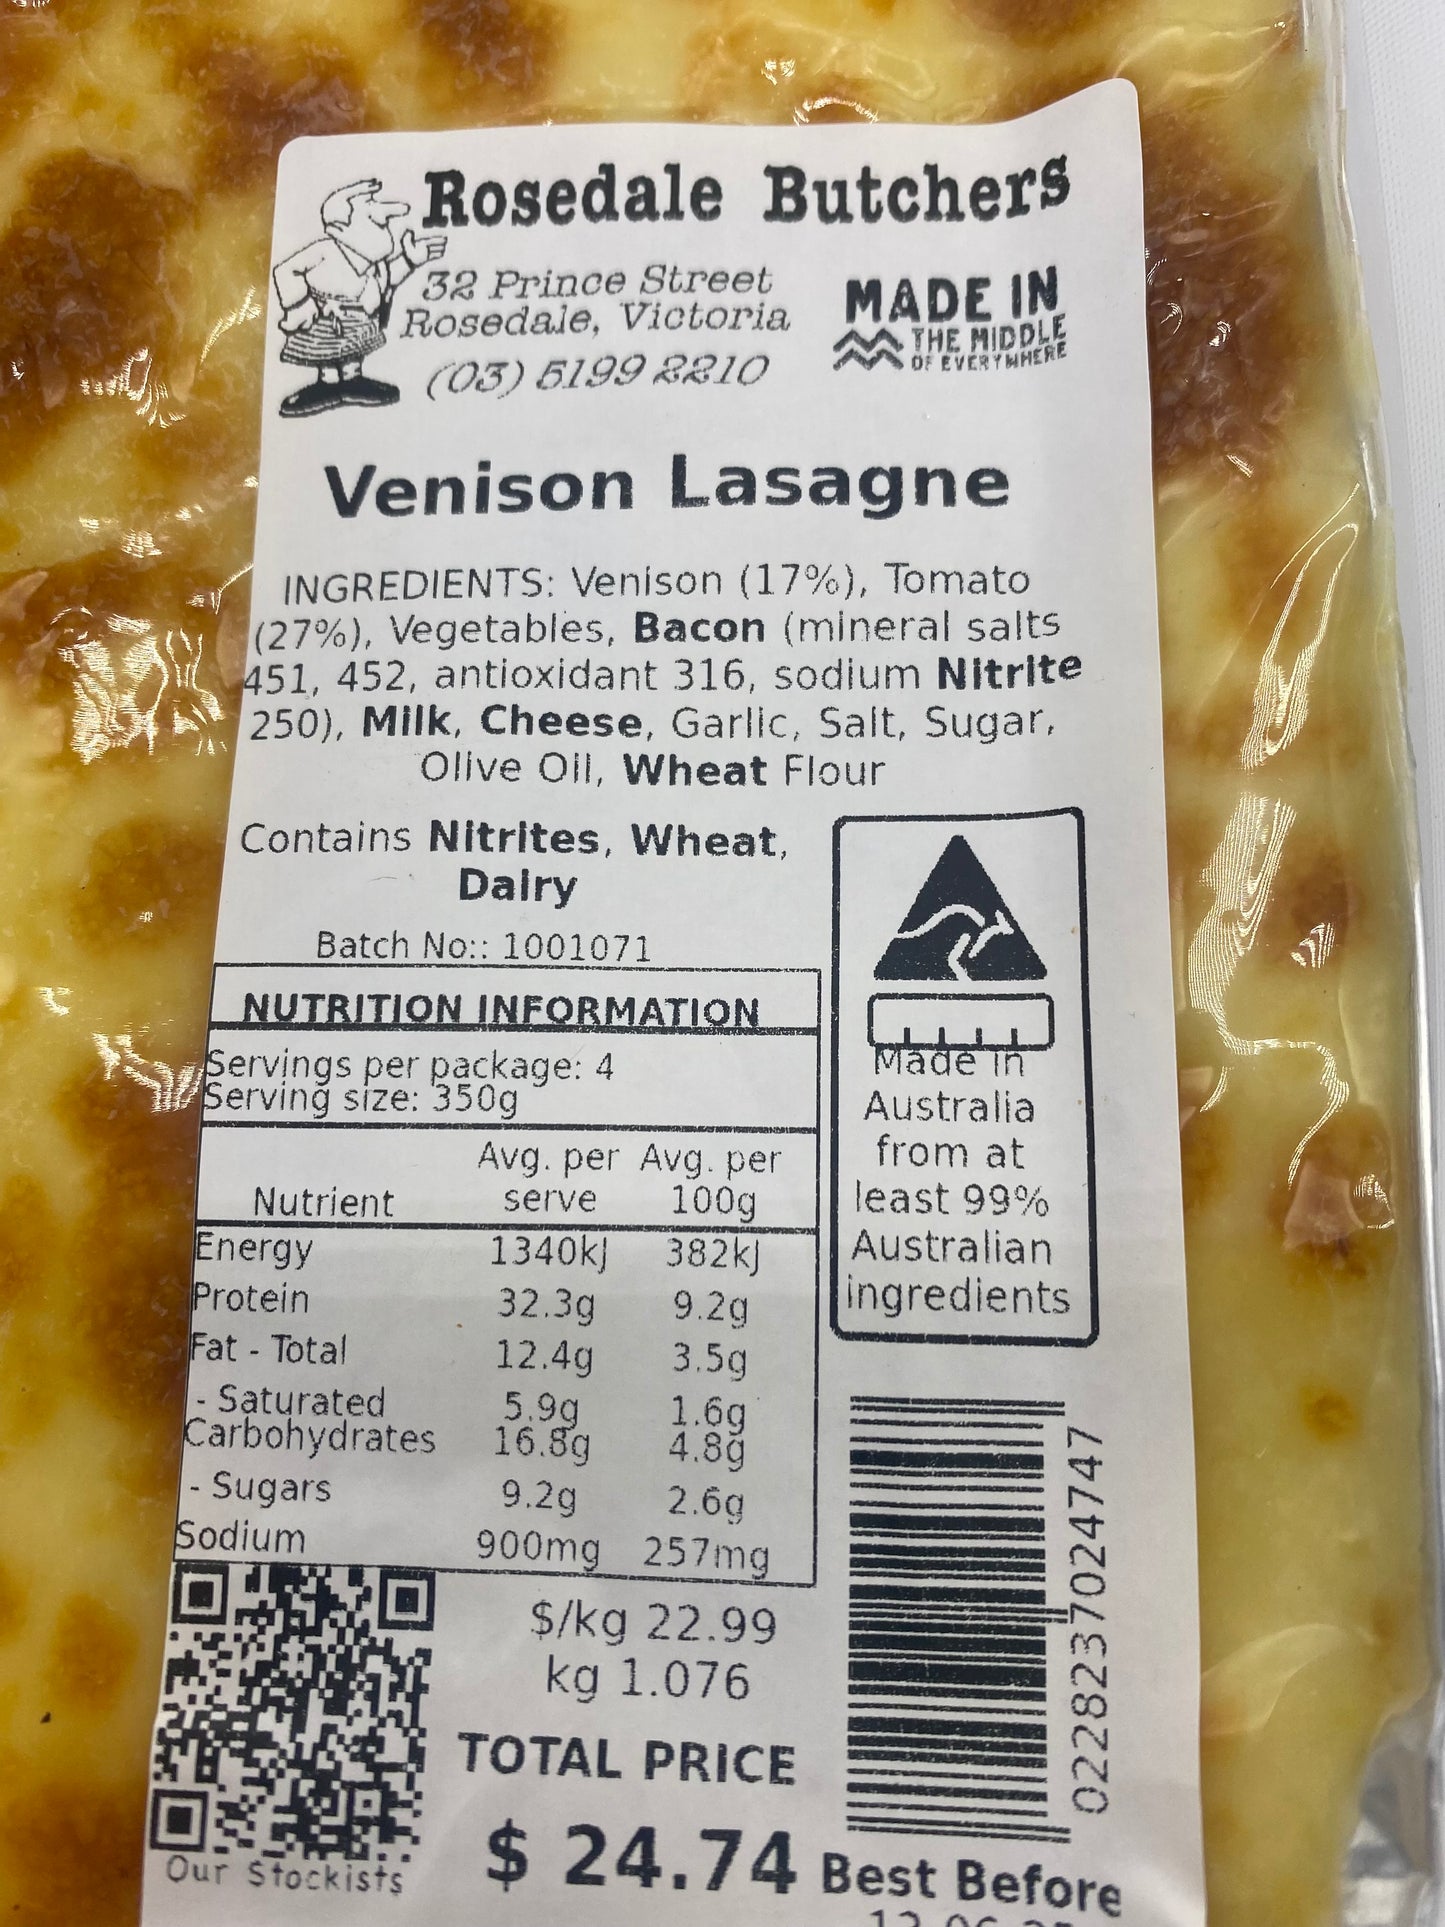 Rosedale Butchers
32 Prince Street
Rosedale, Victoria
(03) 5199 2210
MADE IN
THE MIDDLE
OF EVERYWHERE
Venison Lasagne
INGREDIENTS: Venison (17%), Tomato
(27%), Vegetables, Bacon (mineral salts
451, 452, antioxidant 316, sodium Nitrite
250), Milk, Cheese, Garlic, Salt, Sugar,
Olive Oil, Wheat Flour
Contains Nitrites, Wheat,
Dairy
Batch No:: 1001071
NUTRITION INFORMATION
Servings per package: 4
Serving size: 350g
Avg. per Avg. per
Nutrient serve 100g
Energy 1340kJ 382kJ
Protein 32.3g 9.2g
Fat - Total 12.4g 3.5g
- Saturated 5.9g 1.6g
Carbohydrates 16.8g 4.8g
- Sugars 9.2g 2.6g
Sodium 900mg 257mg
Made in
Australia
from at
least 99%
Australian
ingredients
0228237024747
$/kg 22.99
kg 1.076
TOTAL PRICE
$ 24.74
Our Stockists
Best Before